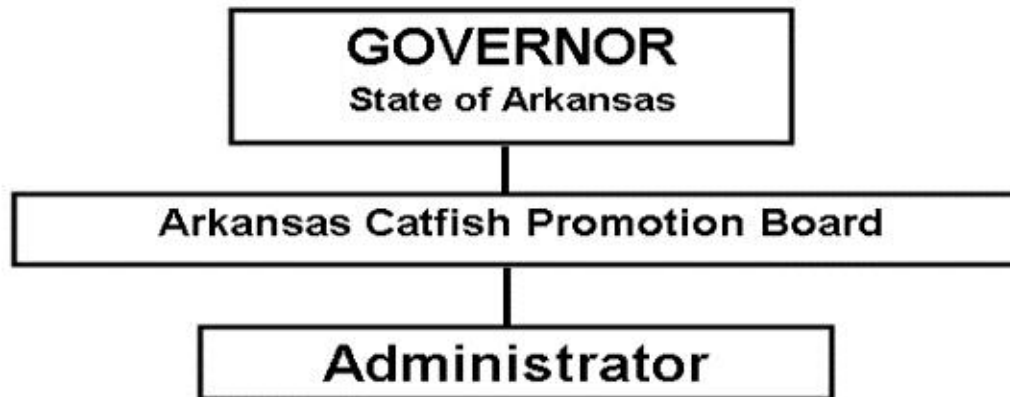 GOVERNOR
State of Arkansas
Arkansas Catfish Promotion Board
Administrator